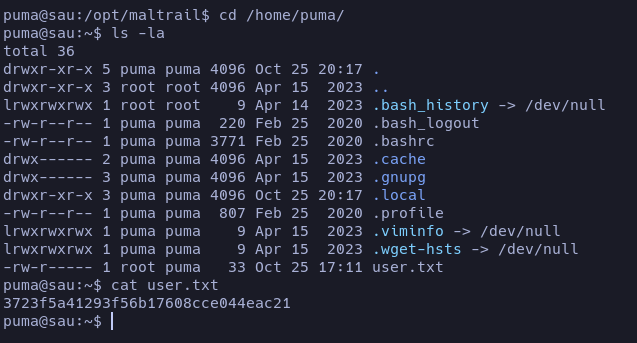 puma@sau:/opt/maltrail$ cd /home/puma/
puma@sau:~$ ls -la
total 36
drwxr-xr-x 5 puma puma 4096 Oct 25 20:17 .
drwxr-xr-x 3 root root 4096 Apr 15  2023 ..
lrwxrwxrwx 1 root root    9 Apr 14  2023 .bash_history -> /dev/null
-rw-r--r-- 1 puma puma  220 Feb 25  2020 .bash_logout
-rw-r--r-- 1 puma puma 3771 Feb 25  2020 .bashrc
drwx------ 2 puma puma 4096 Apr 15  2023 .cache
drwx------ 3 puma puma 4096 Apr 15  2023 .gnupg
drwxr-xr-x 3 puma puma 4096 Oct 25 20:17 .local
-rw-r--r-- 1 puma puma  807 Feb 25  2020 .profile
lrwxrwxrwx 1 puma puma    9 Apr 15  2023 .viminfo -> /dev/null
lrwxrwxrwx 1 puma puma    9 Apr 15  2023 .wget-hsts -> /dev/null
-rw-r----- 1 root puma   33 Oct 25 17:11 user.txt
puma@sau:~$ cat user.txt
3723f5a41293f56b17608cce044eac21
puma@sau:~$